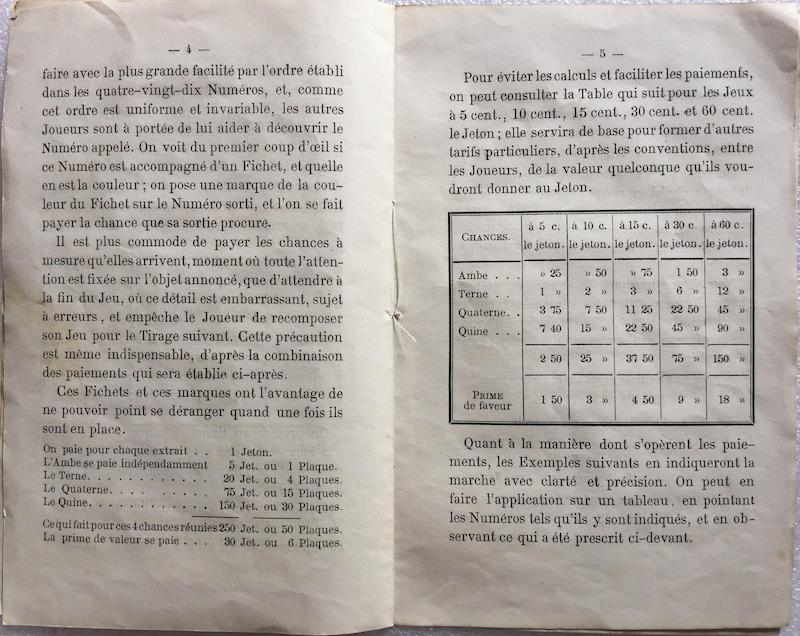 — 4 —
faire avec la plus grande facilité par l'ordre établi
dans les quatre-vingt-dix Numéros, et, comme
cet ordre est uniforme et invariable, les autres
Joueurs sont à portée de lui aider à découvrir le
Numéro appelé. On voit du premier coup d'œil si
ce Numéro est accompagné d'un Fichet, et quelle
en est la couleur ; on pose une marque de la cou-
leur du Fichet sur le Numéro sorti, et l'on se fait
payer la chance que sa sortie procure.
Il est plus commode de payer les chances à
mesure qu'elles arrivent, moment où toute l'atten-
tion est fixée sur l'objet annoncé, que d'attendre à
la fin du Jeu, où ce détail est embarrassant, sujet
à erreurs, et empêche le Joueur de recomposer
son Jeu pour le Tirage suivant. Cette précaution
est même indispensable, d'après la combinaison
des paiements qui sera établie ci-après.
Ces Fichets et ces marques ont l'avantage de
ne pouvoir point se déranger quand une fois ils
sont en place.
On paie pour chaque extrait . . 1 Jeton.
L'Ambe se paie indépendamment 5 Jet. ou 1 Plaque.
Le Terne. . . . . . . . . . . . 20 Jet. ou 4 Plaques.
Le Quaterne. . . . . . . . . . 75 Jet. ou 15 Plaques.
Le Quine. . . . . . . . . . . . 150 Jet. ou 30 Plaques.
Ce qui fait pour ces 4 chances réunies 250 Jet. ou 50 Plaques.
La prime de valeur se paie . . . 30 Jet. ou 6 Plaques.
— 5 —
Pour éviter les calculs et faciliter les paiements,
on peut consulter la Table qui suit pour les Jeux
à 5 cent., 10 cent., 15 cent., 30 cent. et 60 cent.
le Jeton ; elle servira de base pour former d'autres
tarifs particuliers, d'après les conventions, entre
les Joueurs, de la valeur quelconque qu'ils vou-
dront donner au Jeton.
CHANCES. à 5 c. à 10 c. à 15 c. à 30 c. à 60 c.
le jeton. le jeton. le jeton. le jeton. le jeton.
Ambe . . . » 25 » 50 » 75 1 50 3 »
Terne . . 1 » 2 » 3 » 6 » 12 »
Quaterne. . 3 75 7 50 11 25 22 50 45 »
Quine . . . 7 40 15 » 22 50 45 » 90 »
2 50 25 » 37 50 75 » 150 »
PRIME
de faveur 1 50 3 » 4 50 9 » 18 »
Quant à la manière dont s'opèrent les paie-
ments, les Exemples suivants en indiqueront la
marche avec clarté et précision. On peut en
faire l'application sur un tableau, en pointant
les Numéros tels qu'ils y sont indiqués, et en ob-
servant ce qui a été prescrit ci-devant.